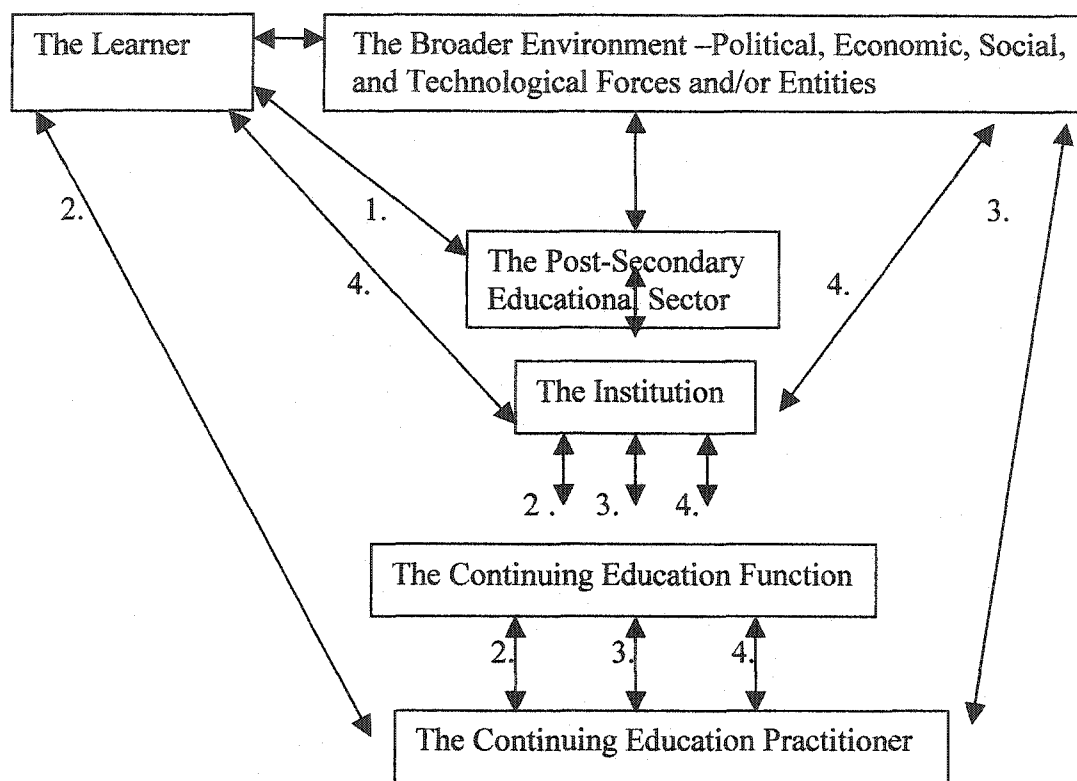 The Learner
The Broader Environment –Political, Economic, Social,
and Technological Forces and/or Entities
2.
1.
3.
The Post-Secondary
Educational Sector
4.
4.
The Institution
2 .
3.
4.
The Continuing Education Function
2.
3.
4.
The Continuing Education Practitioner